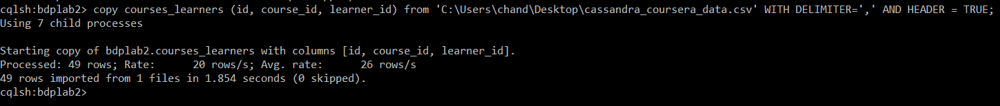 cqlsh:bdplab2> copy courses_learners (id, course_id, learner_id) from 'C:\Users\chand\Desktop\cassandra_coursera_data.csv' WITH DELIMITER=',' AND HEADER = TRUE;
Using 7 child processes
Starting copy of bdplab2.courses_learners with columns [id, course_id, learner_id].
Processed: 49 rows; Rate:      20 rows/s; Avg. rate:      26 rows/s
49 rows imported from 1 files in 1.854 seconds (0 skipped).
cqlsh:bdplab2>